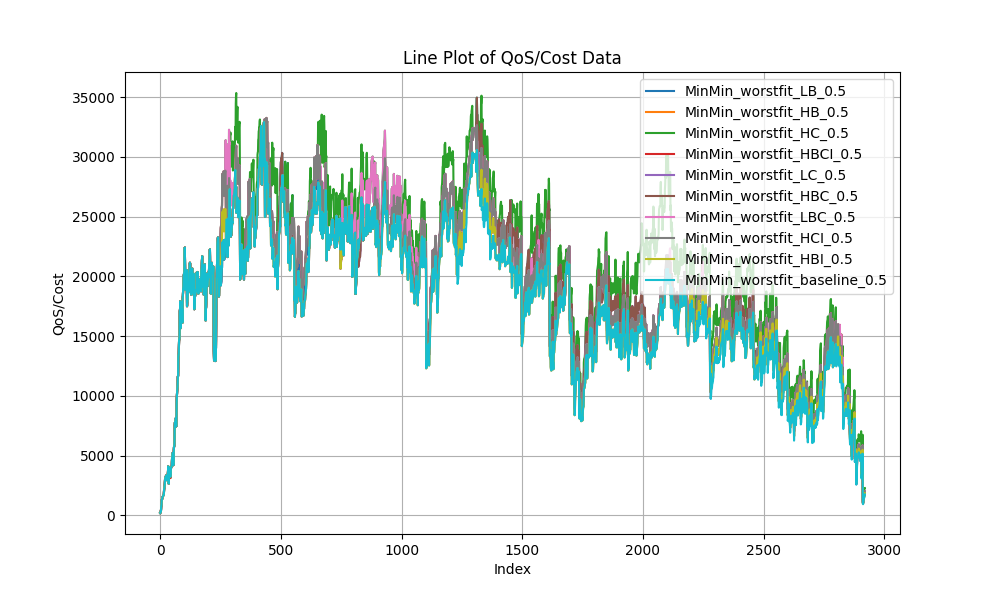 Line Plot of QoS/Cost Data
QoS/Cost
35000
30000
25000
20000
15000
10000
5000
0
MinMin_worstfit_LB_0.5
MinMin_worstfit_HB_0.5
MinMin_worstfit_HC_0.5
MinMin_worstfit_HBCI_0.5
MinMin_worstfit_LC_0.5
MinMin_worstfit_HBC_0.5
MinMin_worstfit_LBC_0.5
MinMin_worstfit_HCI_0.5
MinMin_worstfit_HBI_0.5
MinMin_worstfit_baseline_0.5
0 500 1000 1500 2000 2500 3000
Index